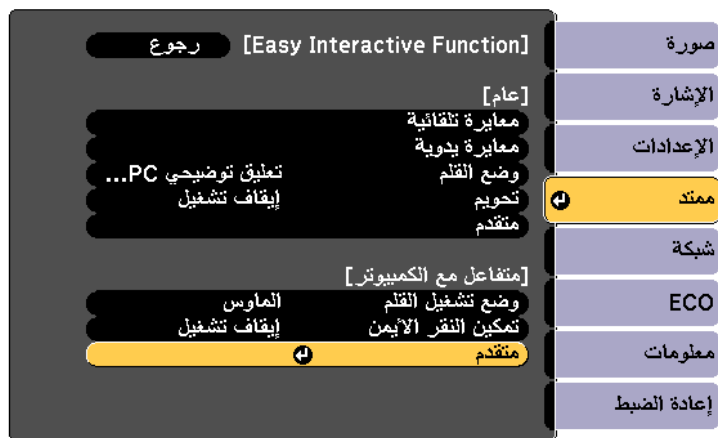 صورة
الإشارة
الإعدادات
ممتد
شبكة
ECO
معلومات
إعادة الضبط
[Easy Interactive Function] رجوع
[عام]
معايرة تلقائية
معايرة يدوية
وضع القلم تعليق توضيحي PC...
تحويم إيقاف تشغيل
متقدم
[متفاعل مع الكمبيوتر]
وضع تشغيل القلم الماوس
تمكين النقر الأيمن إيقاف تشغيل
متقدم